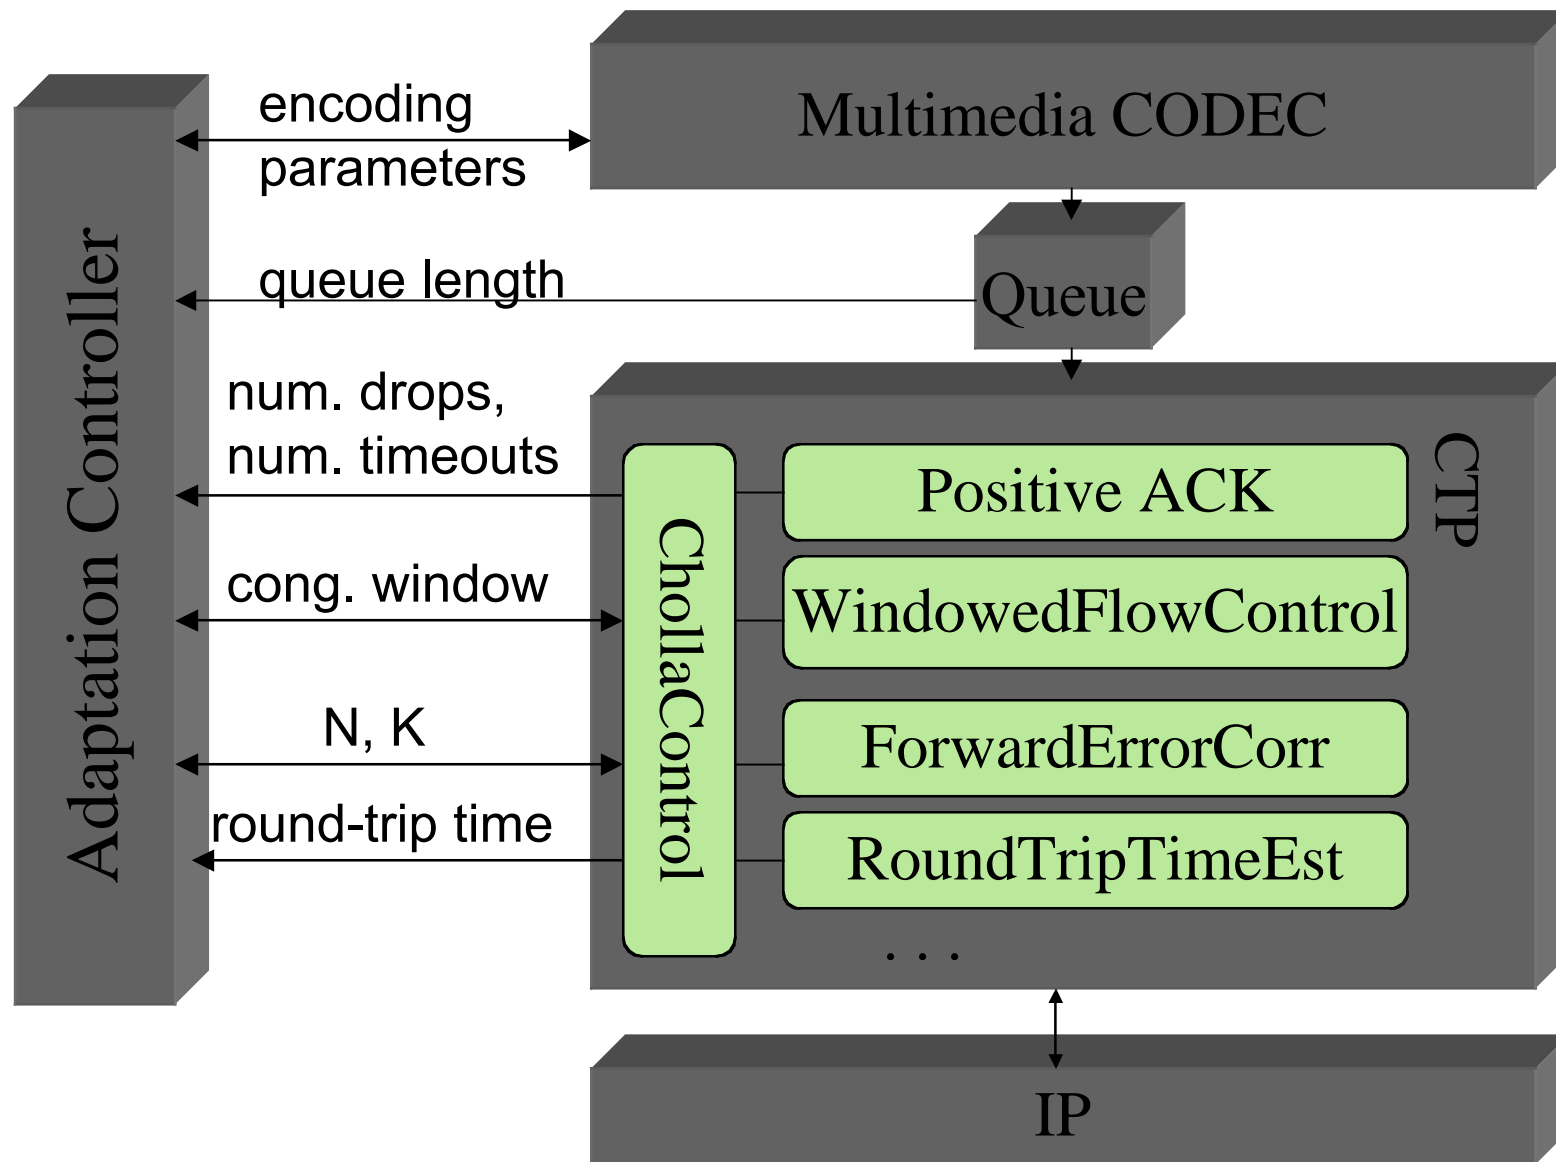 Multimedia CODEC
encoding
parameters
Adaptation Controller
queue length
Queue
num. drops,
num. timeouts
CTP
ChollaControl
Positive ACK
cong. window
WindowedFlowControl
N, K
ForwardErrorCorr
round-trip time
RoundTripTimeEst
. . .
IP